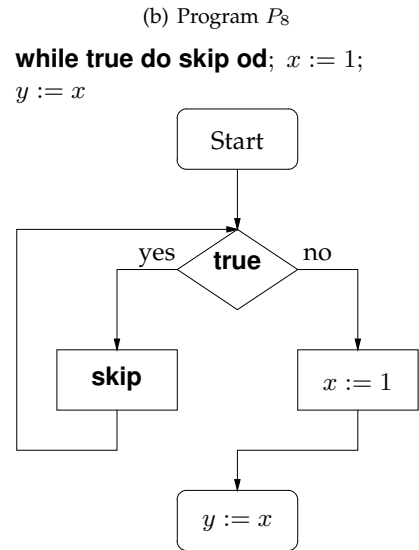 (b) Program P₈
while true do skip od; x := 1;
y := x
Start
yes
true
no
skip
x := 1
y := x